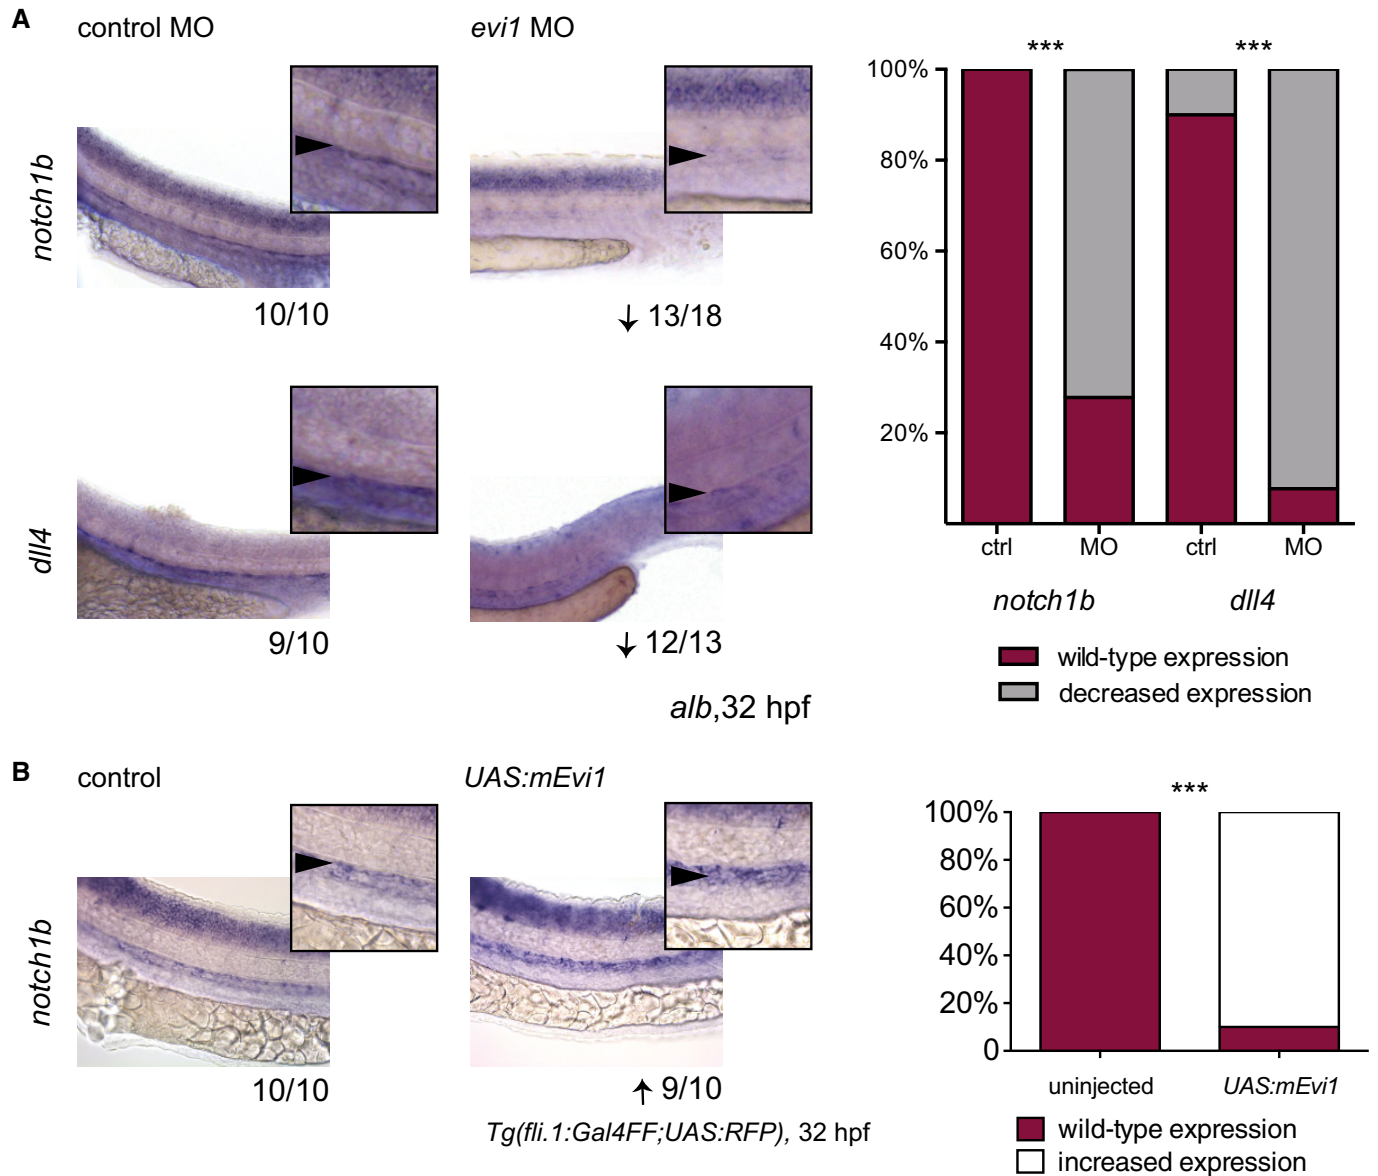 A
control MO
evi1 MO
notch1b
10/10
↓ 13/18
dll4
9/10
↓ 12/13
alb,32 hpf
*** ***
100%
80%
60%
40%
20%
ctrl MO ctrl MO
notch1b dll4
wild-type expression
decreased expression
B
control
UAS:mEvi1
notch1b
10/10
↑ 9/10
Tg(fli.1:Gal4FF;UAS:RFP), 32 hpf
***
100%
80%
60%
40%
20%
0
uninjected UAS:mEvi1
wild-type expression
increased expression